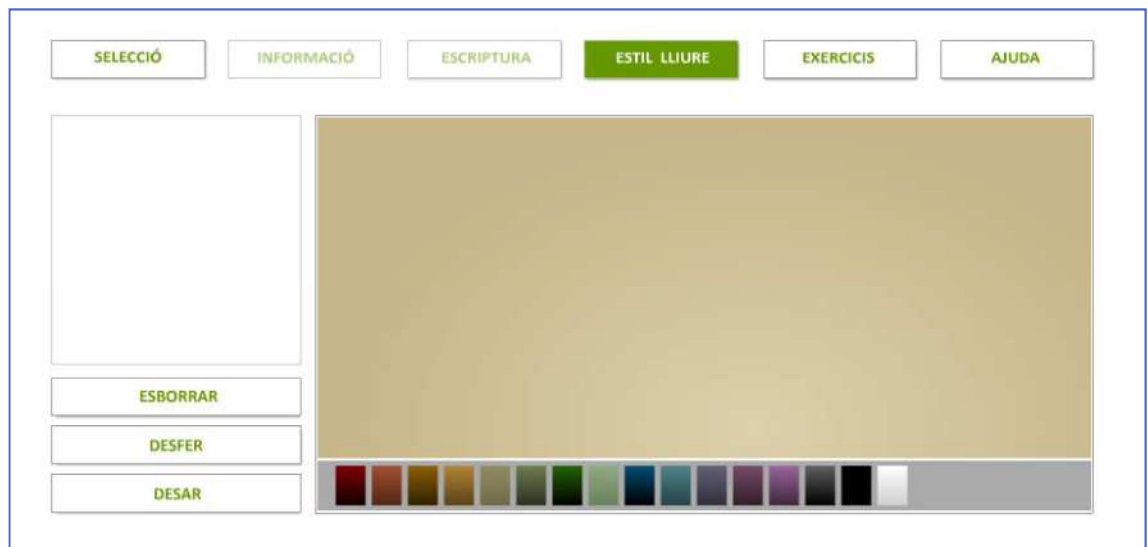 SELECCIÓ INFORMACIÓ ESCRIPTURA ESTIL LLIURE EXERCICIS AJUDA
ESBORRAR
DESFER
DESAR